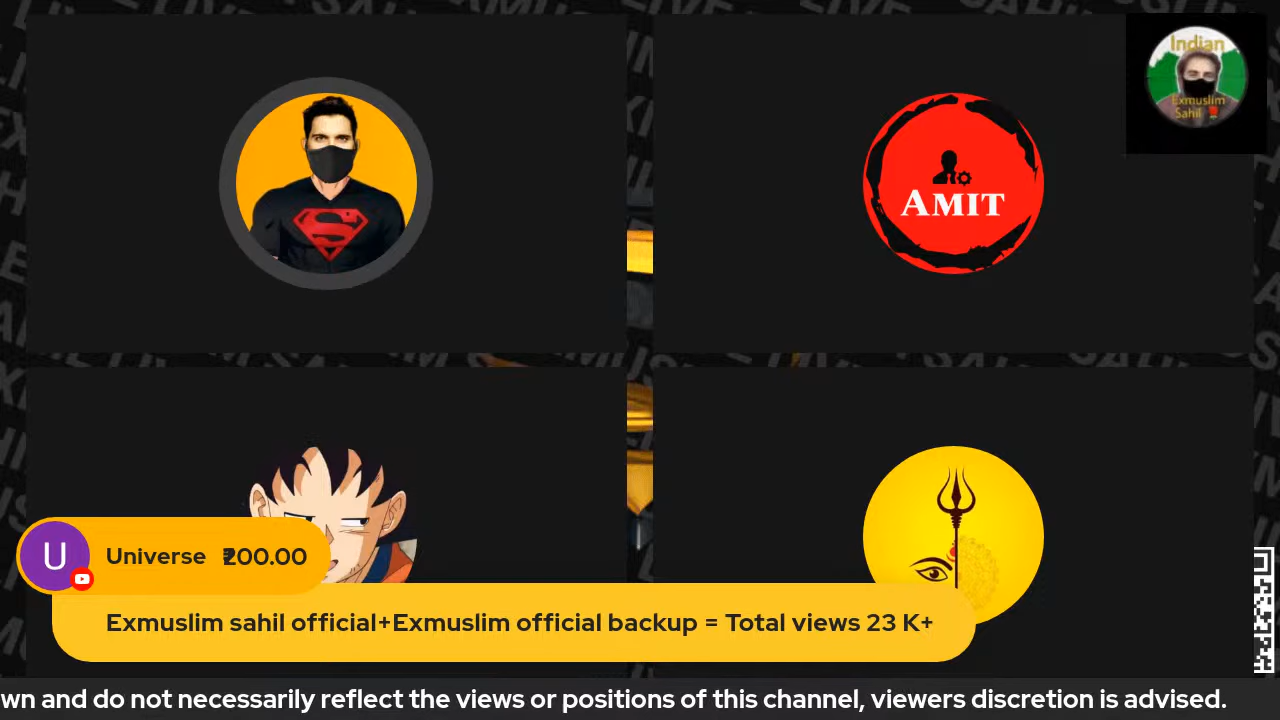 Indian
Exmuslim
Sahil
AMIT
U
Universe ₹200.00
Exmuslim sahil official+Exmuslim official backup = Total views 23 K+
wn and do not necessarily reflect the views or positions of this channel, viewers discretion is advised.